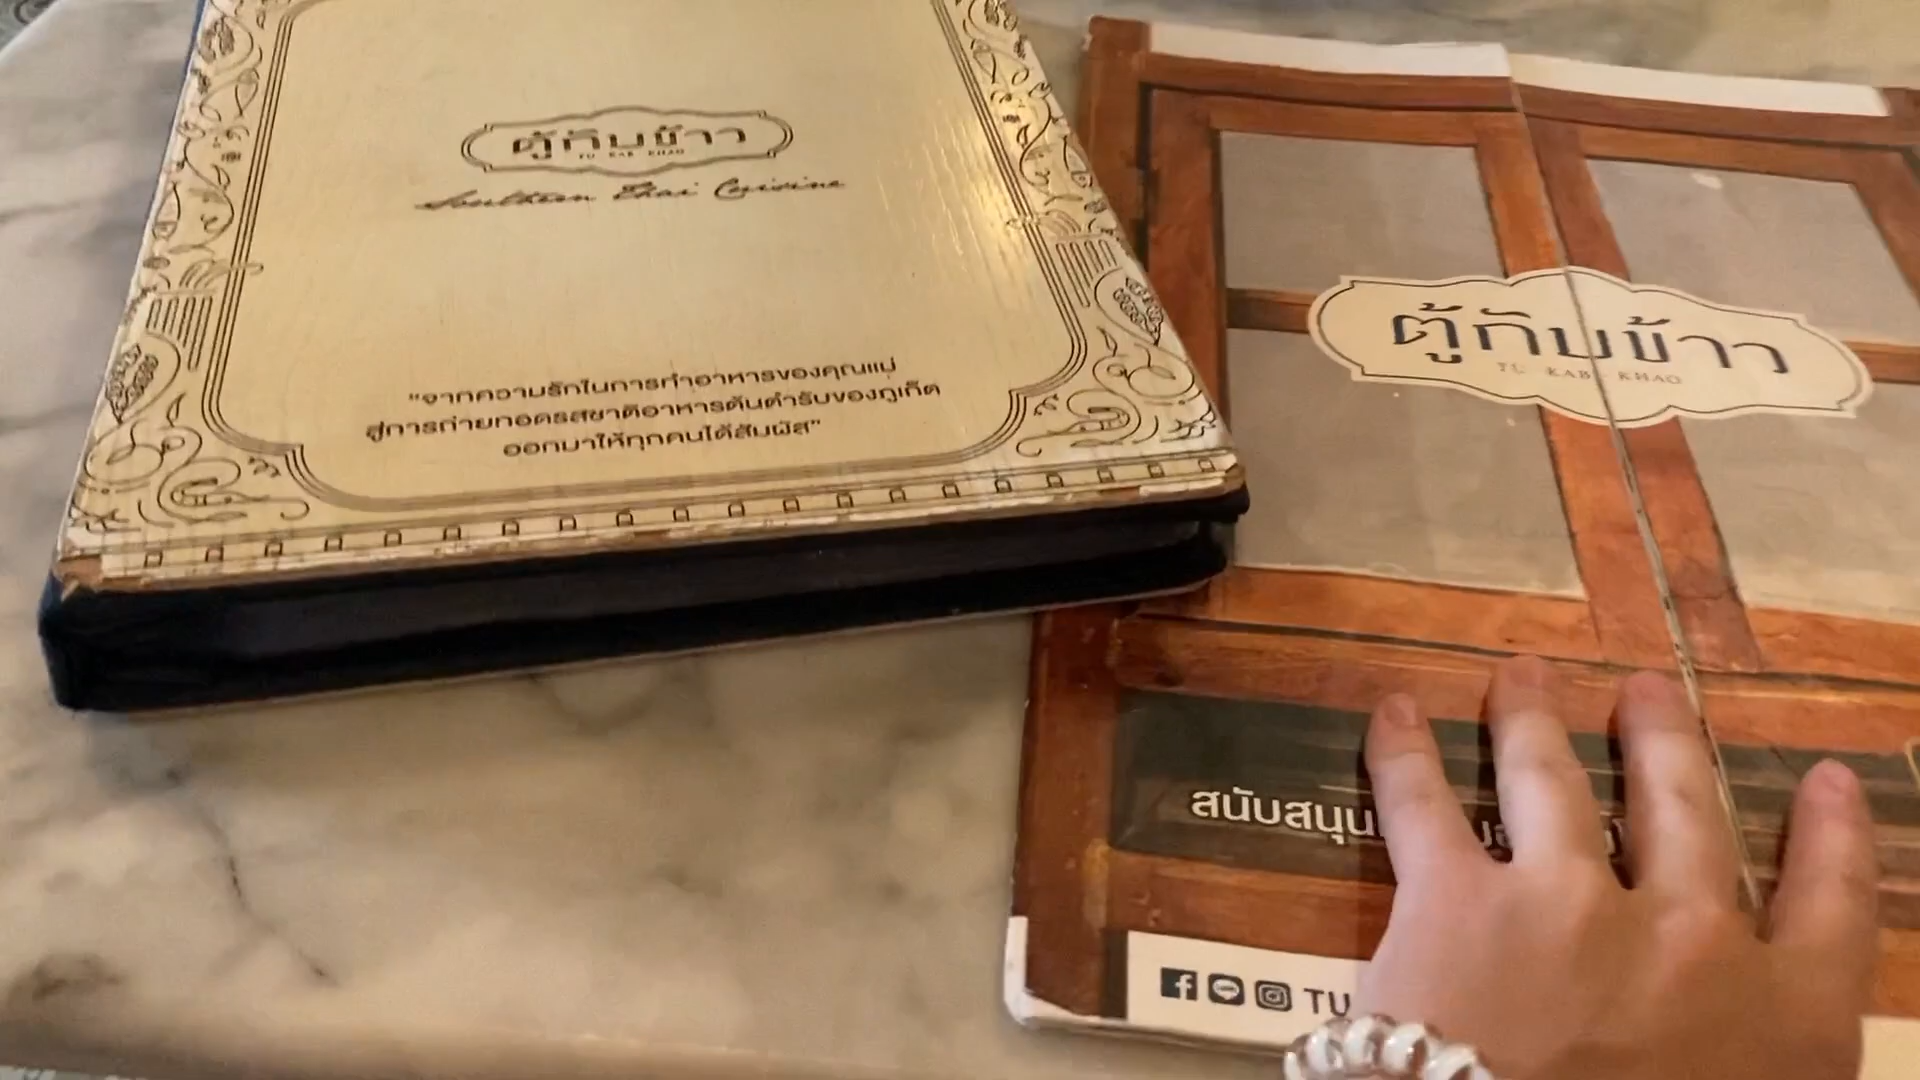 ตู้กับข้าว
TU KAB KHAO
Southern Thai Cuisine
"จากความรักในการทำอาหารของคุณแม่
สู่การถ่ายทอดรสชาติอาหารต้นตำรับของภูเก็ต
ออกมาให้ทุกคนได้สัมผัส"
ตู้กับข้าว
TU KAB KHAO
สนับสนุน
TU